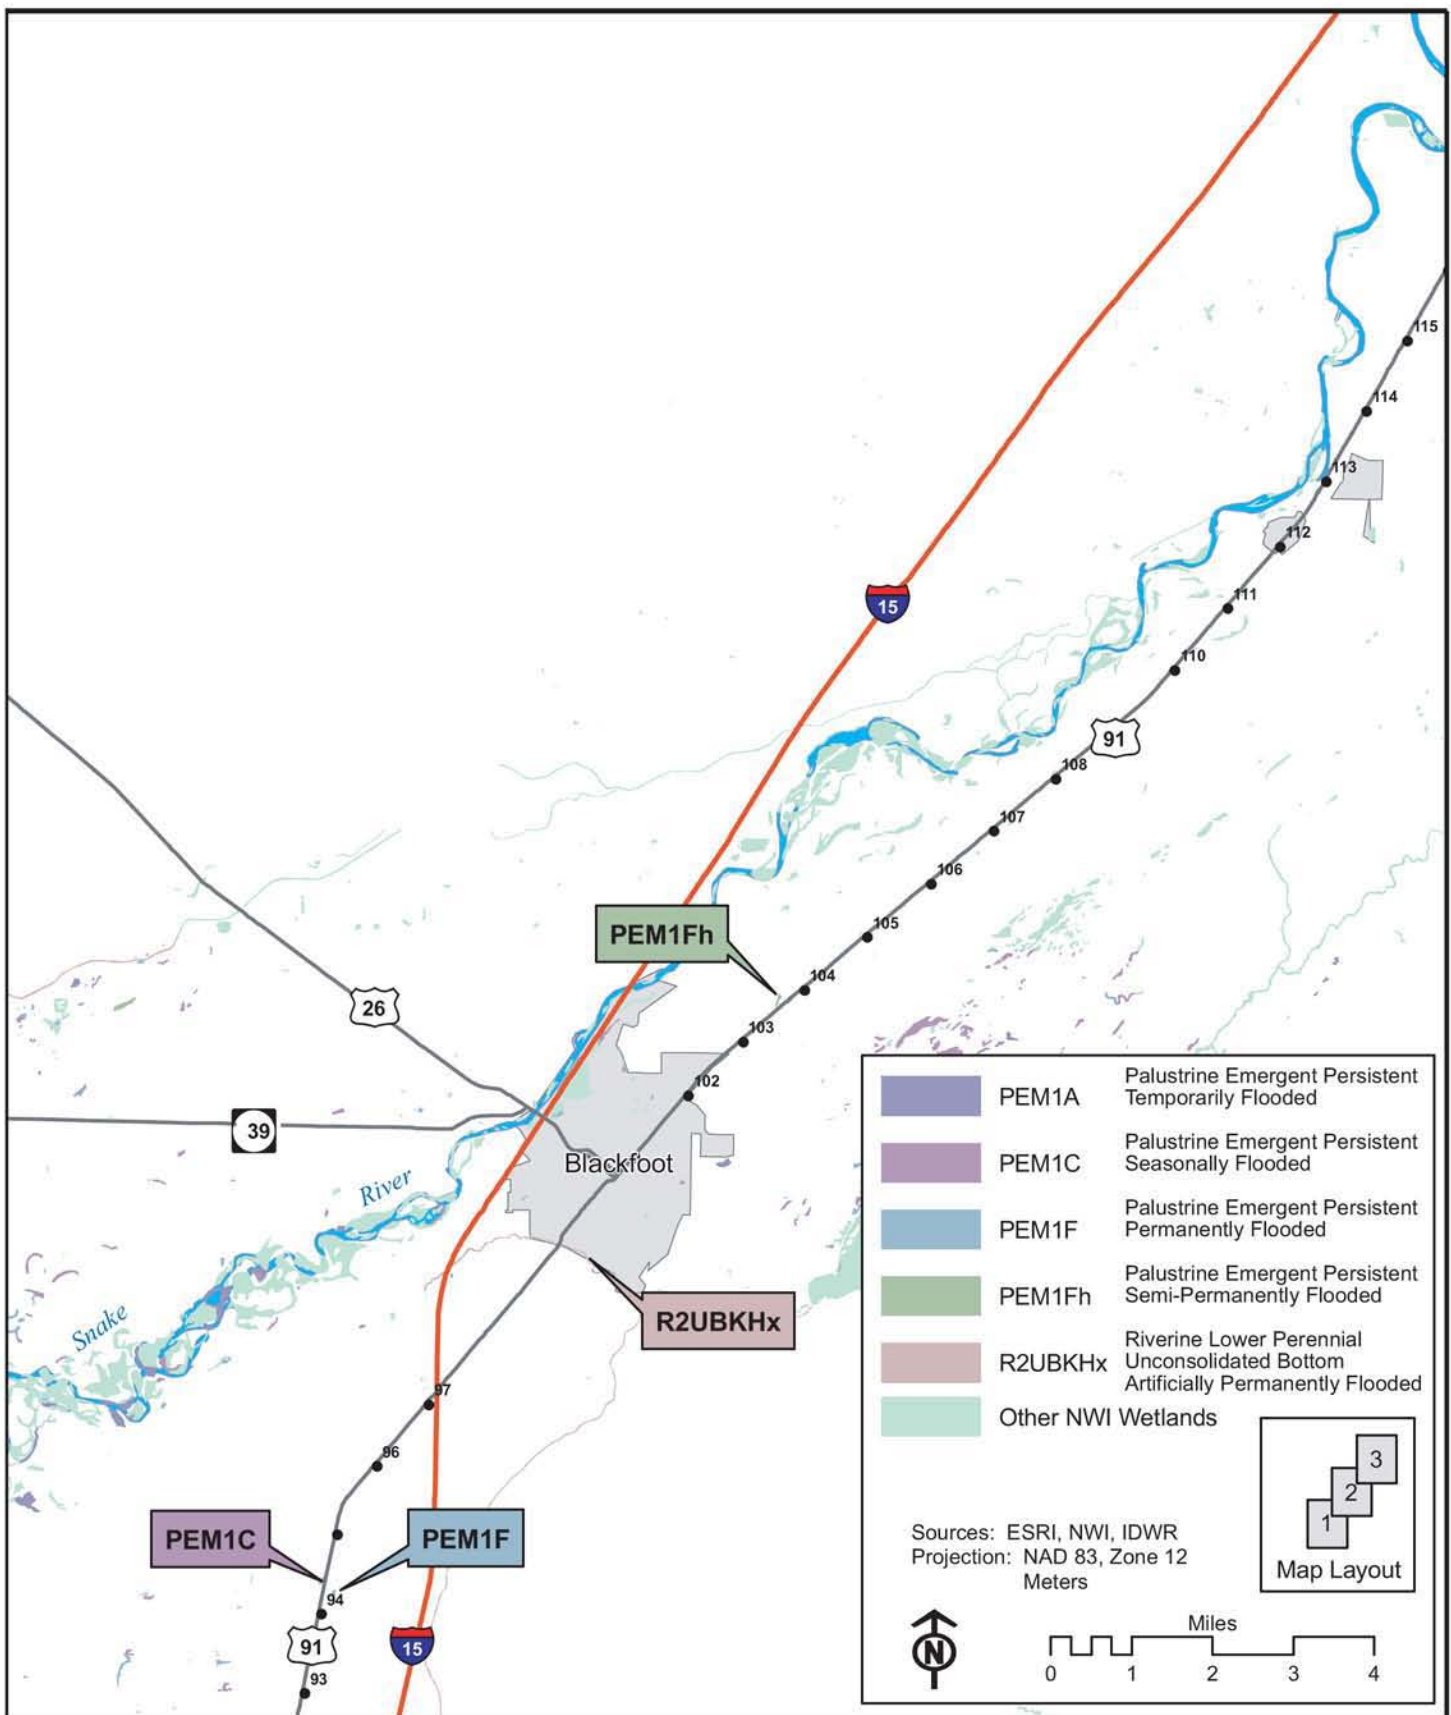 115
114
113
112
15
111
110
91
108
107
106
PEM1Fh
105
104
26
103
102
39
Blackfoot
River
Snake
R2UBKHx
97
96
PEM1C
PEM1F
94
91
15
93
PEM1A Palustrine Emergent Persistent
Temporarily Flooded
PEM1C Palustrine Emergent Persistent
Seasonally Flooded
PEM1F Palustrine Emergent Persistent
Permanently Flooded
PEM1Fh Palustrine Emergent Persistent
Semi-Permanently Flooded
R2UBKHx Riverine Lower Perennial
Unconsolidated Bottom
Artificially Permanently Flooded
Other NWI Wetlands
3
2
1
Map Layout
Sources: ESRI, NWI, IDWR
Projection: NAD 83, Zone 12
Meters
N
Miles
0 1 2 3 4